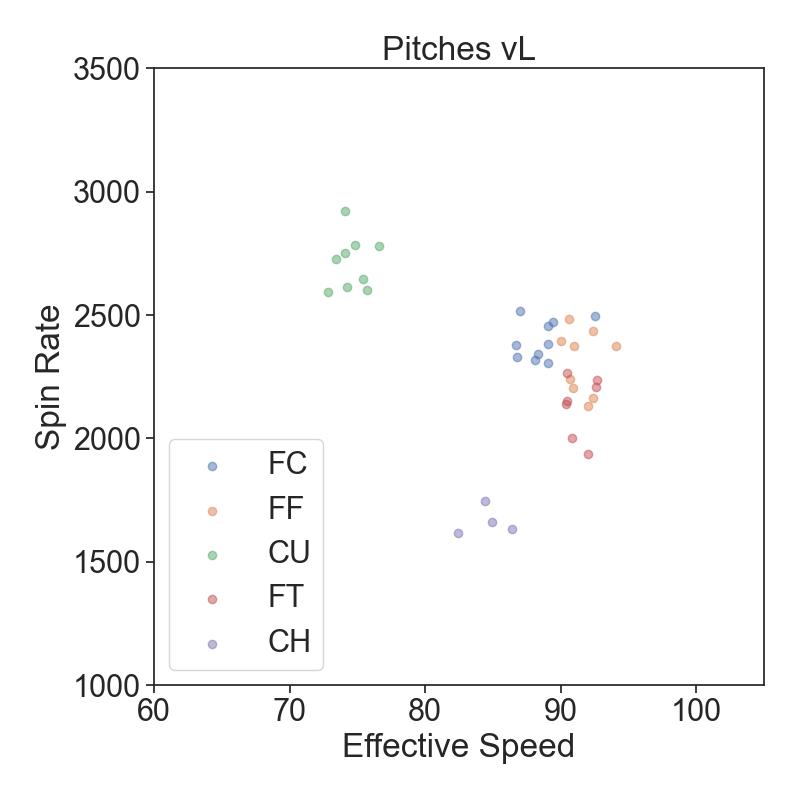 Pitches vL
3500
3000
2500
2000
1500
1000
Spin Rate
FC
FF
CU
FT
CH
60 70 80 90 100
Effective Speed